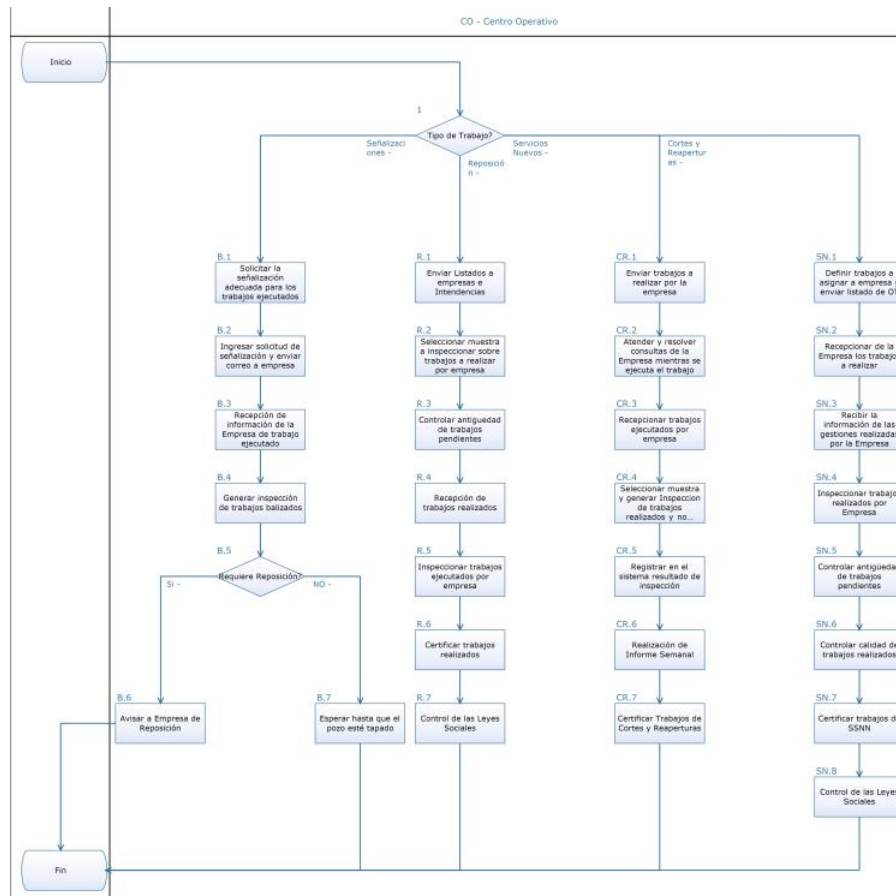 CO - Centro Operativo
Inicio
1
Tipo de Trabajo?
Señalizaci
ones -
Reposició
n -
Servicios
Nuevos -
Cortes y
Reapertur
as -
B.1
Solicitar la
señalización
adecuada para los
trabajos ejecutados
R.1
Enviar Listados a
empresas e
Intendencias
CR.1
Enviar trabajos a
realizar por la
empresa
SN.1
Definir trabajos a
asignar a empresa
enviar listado de
B.2
Ingresar solicitud de
señalización y enviar
correo a empresa
R.2
Seleccionar muestra
a inspeccionar sobre
trabajos a realizar
por empresa
CR.2
Atender y resolver
consultas de la
Empresa mientras se
ejecuta el trabajo
SN.2
Recepcionar de la
Empresa los trabajo
a realizar
B.3
Recepción de
información de la
Empresa de trabajo
ejecutado
R.3
Controlar antiguedad
de trabajos
pendientes
CR.3
Recepcionar trabajos
ejecutados por
empresa
SN.3
Recibir la
información de las
gestiones realizadas
por la Empresa
B.4
Generar inspección
de trabajos balizados
R.4
Recepción de
trabajos realizados
CR.4
Seleccionar muestra
y generar Inspeccion
de trabajos
realizados y no...
SN.4
Inspeccionar trabajo
realizados por
Empresa
B.5
Requiere Reposición?
Si -
NO -
R.5
Inspeccionar trabajos
ejecutados por
empresa
CR.5
Registrar en el
sistema resultado de
inspección
SN.5
Controlar antigüedad
de trabajos
pendientes
R.6
Certificar trabajos
realizados
CR.6
Realización de
Informe Semanal
SN.6
Controlar calidad de
trabajos realizados
B.6
Avisar a Empresa de
Reposición
B.7
Esperar hasta que el
pozo esté tapado
R.7
Control de las Leyes
Sociales
CR.7
Certificar Trabajos de
Cortes y Reaperturas
SN.7
Certificar trabajos de
SSNN
SN.8
Control de las Leyes
Sociales
Fin